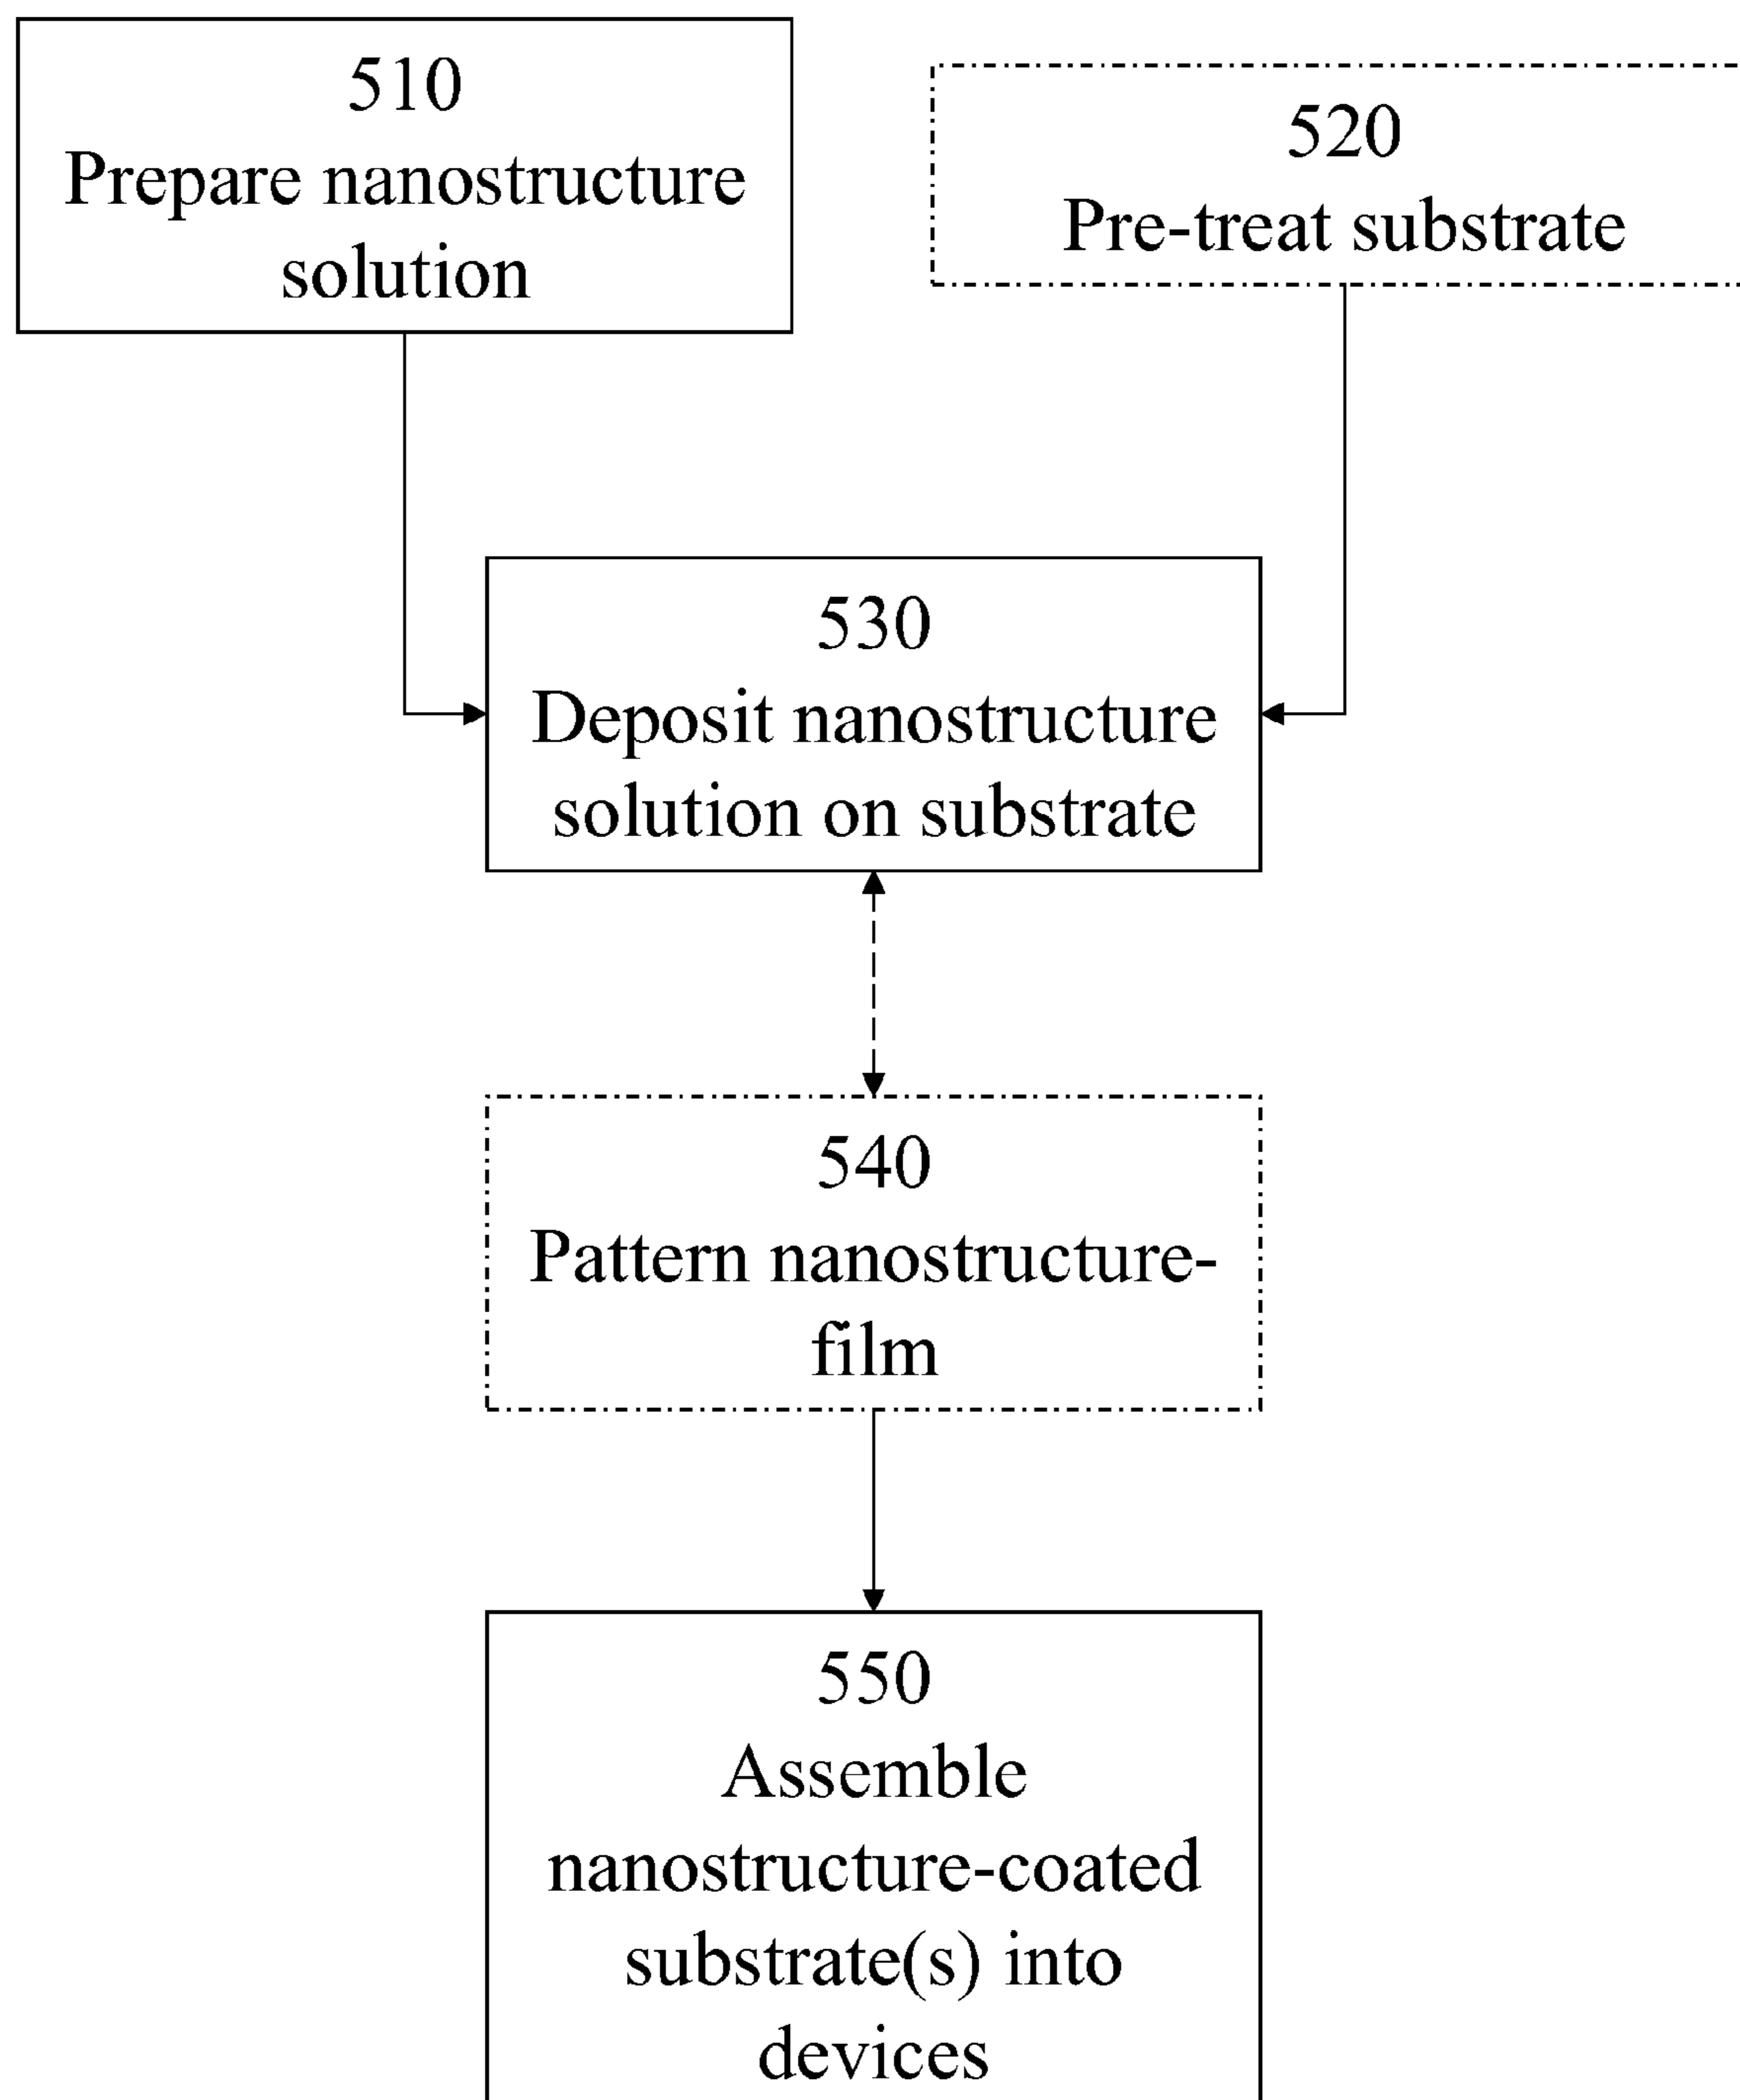 510
Prepare nanostructure
solution
520
Pre-treat substrate
530
Deposit nanostructure
solution on substrate
540
Pattern nanostructure-
film
550
Assemble
nanostructure-coated
substrate(s) into
devices